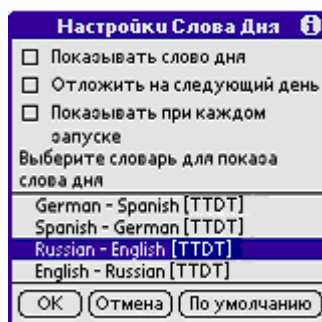 Настройки Слова Дня
Показывать слово дня
Отложить на следующий день
Показывать при каждом
запуске
Выберите словарь для показа
слова дня
German - Spanish [TTDT]
Spanish - German [TTDT]
Russian - English [TTDT]
English - Russian [TTDT]
OK Отмена По умолчанию